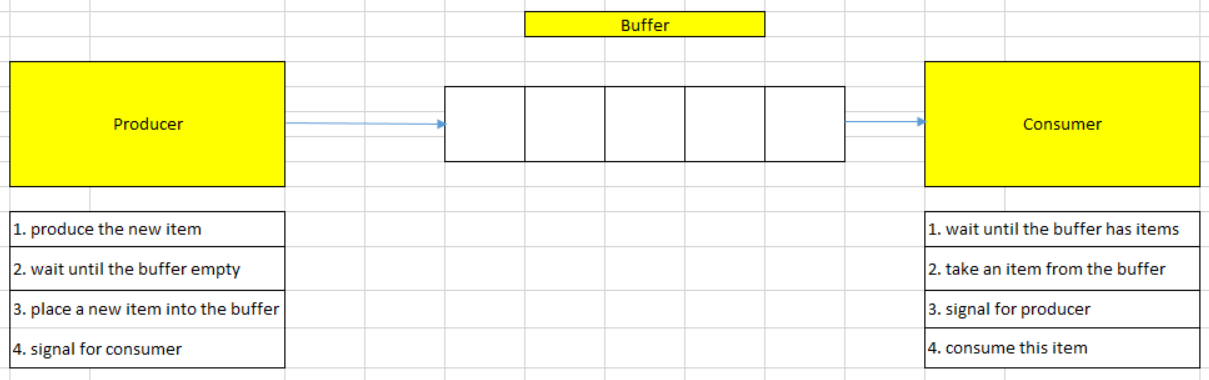 Buffer
Producer
Consumer
1. produce the new item
2. wait until the buffer empty
3. place a new item into the buffer
4. signal for consumer
1. wait until the buffer has items
2. take an item from the buffer
3. signal for producer
4. consume this item